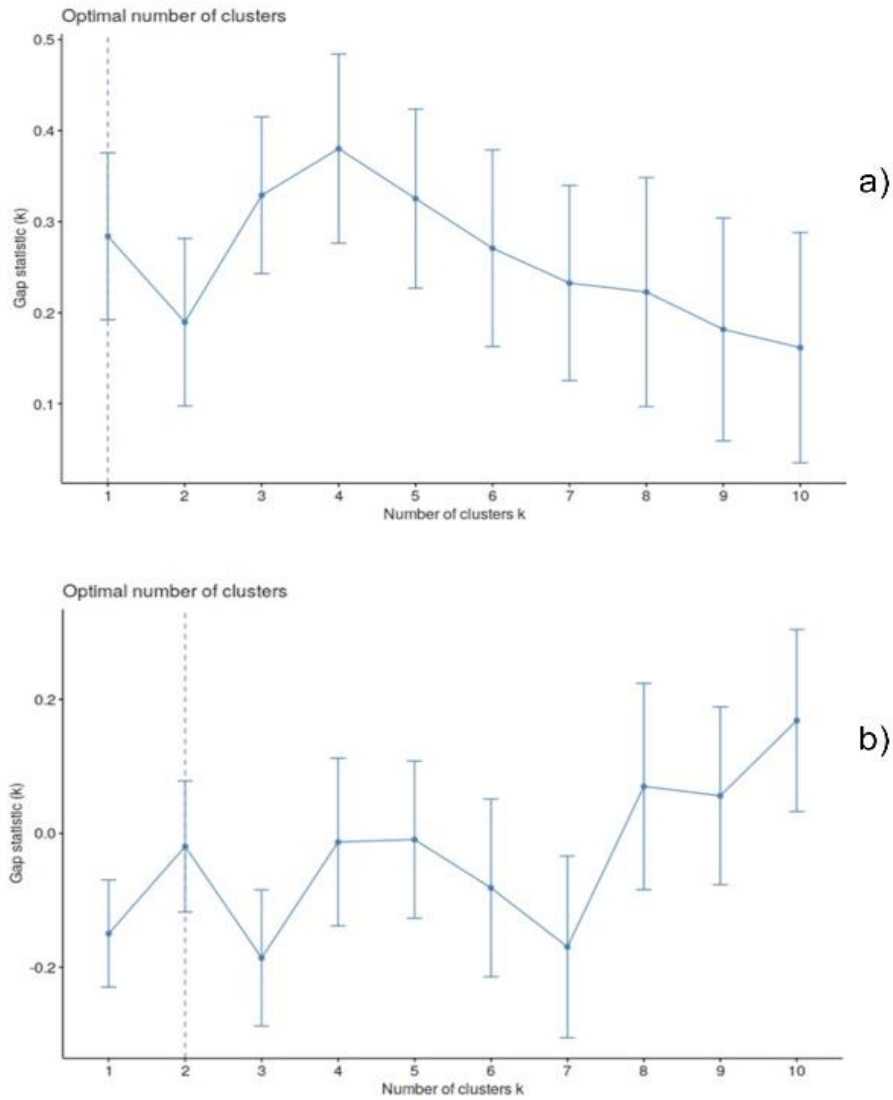 Optimal number of clusters
0.5
0.4
0.3
0.2
0.1
Gap statistic (k)
1 2 3 4 5 6 7 8 9 10
Number of clusters k
a)
Optimal number of clusters
0.2
0.0
-0.2
Gap statistic (k)
1 2 3 4 5 6 7 8 9 10
Number of clusters k
b)